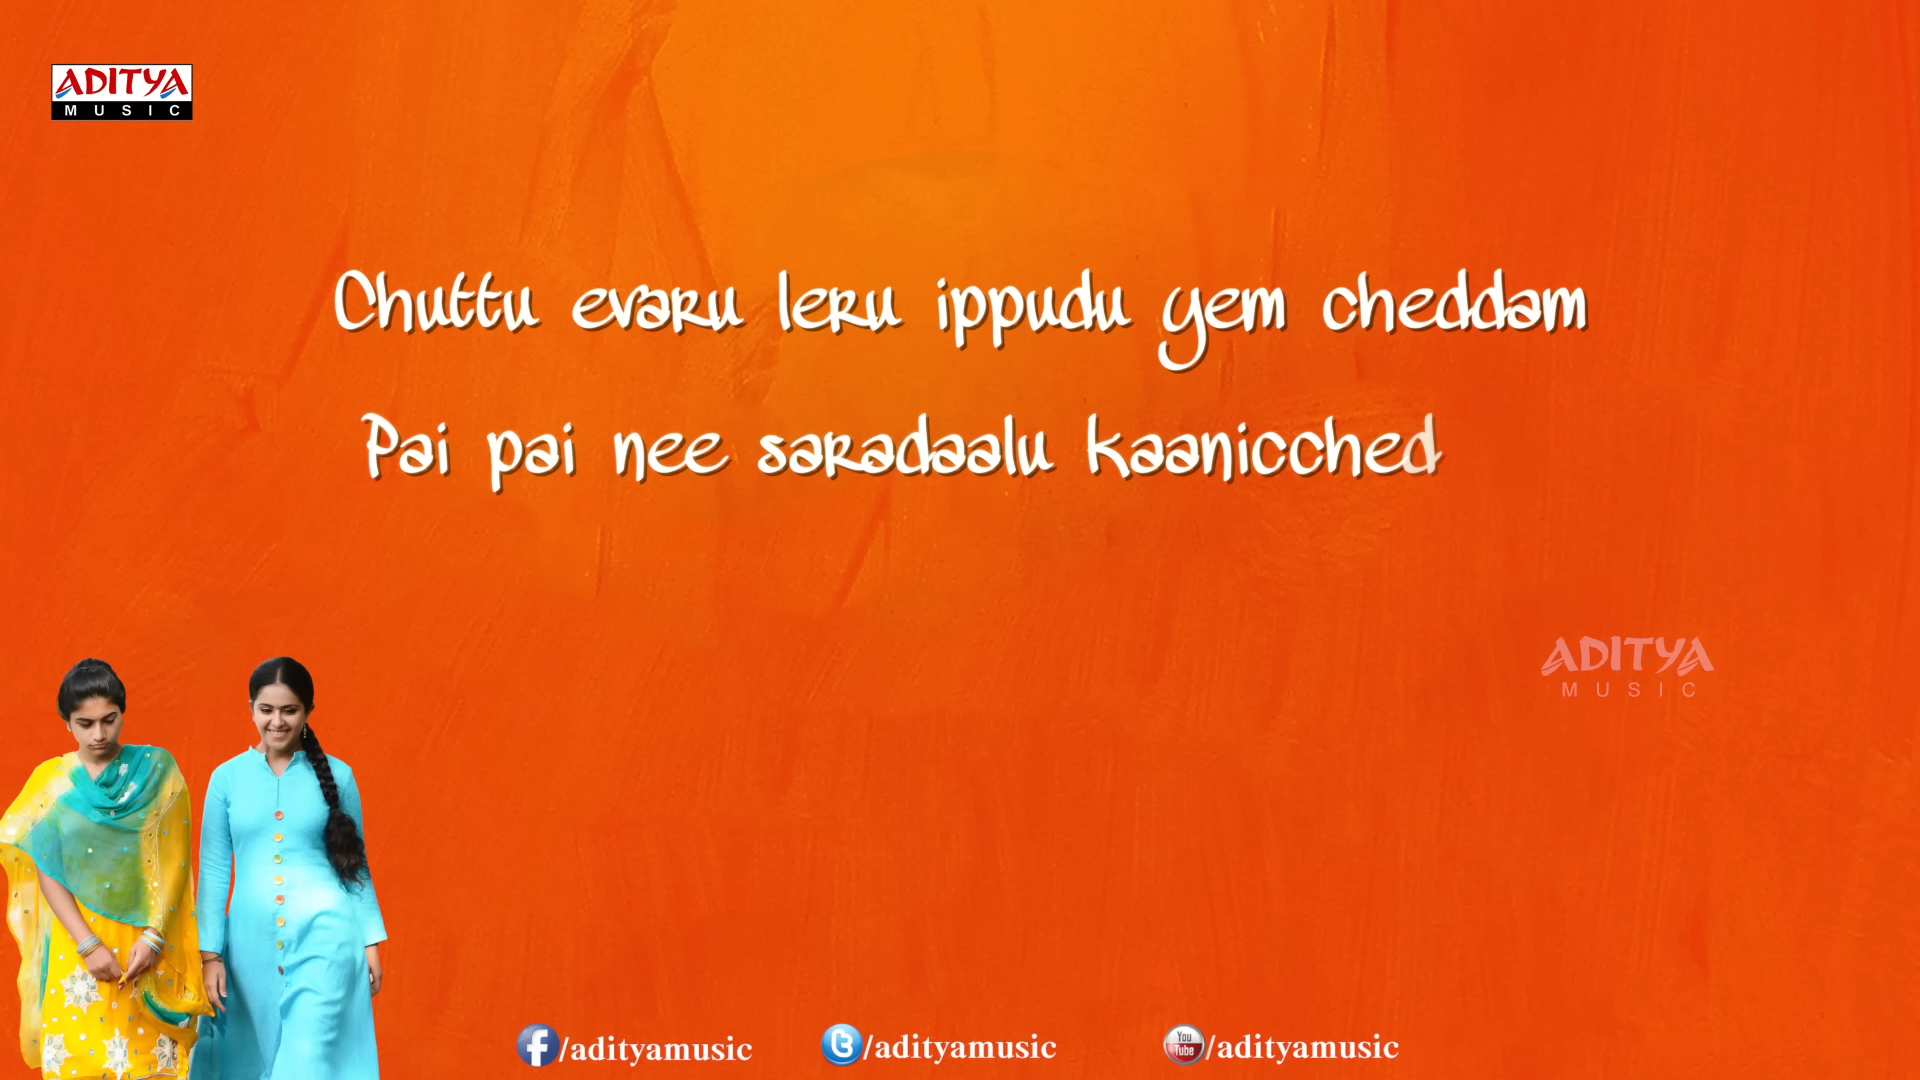 ADITYA
MUSIC
Chuttu evaru leru ippudu yem cheddam
Pai pai nee saradaalu kaanicched
ADITYA
MUSIC
/adityamusic
/adityamusic
You
Tube
/adityamusic